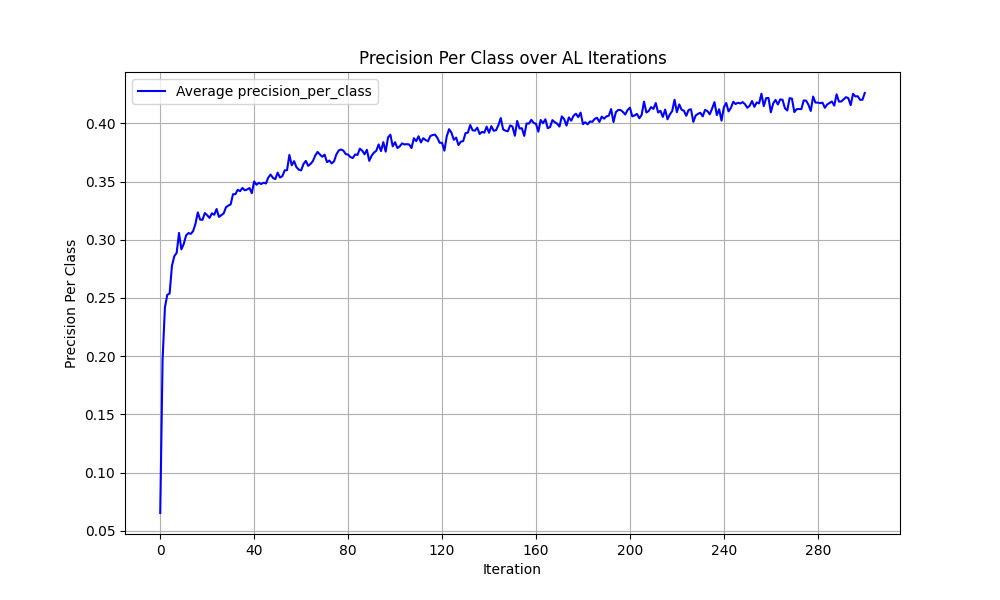 Precision Per Class over AL Iterations
Average precision_per_class
Precision Per Class
0.40
0.35
0.30
0.25
0.20
0.15
0.10
0.05
0 40 80 120 160 200 240 280
Iteration